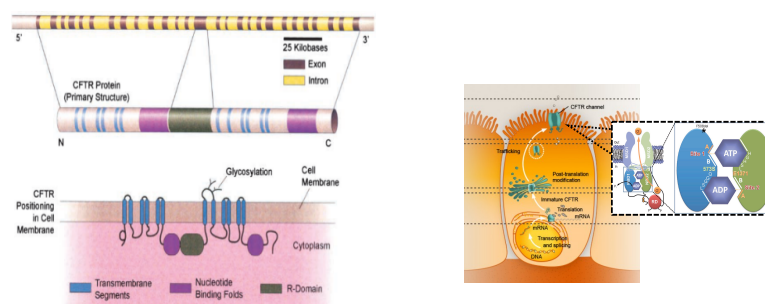 5'
3'
25 Kilobases
Exon
Intron
CFTR Protein
(Primary Structure)
N
C
Glycosylation
Cell
Membrane
CFTR
Positioning
in Cell
Membrane
Cytoplasm
Transmembrane
Segments
Nucleotide
Binding Folds
R-Domain
CFTR channel
Trafficking
Post-translation
modification
Immature CFTR
Translation
mRNA
mRNA
Transcription
and splicing
DNA
RD
A
B
ATP
ADP